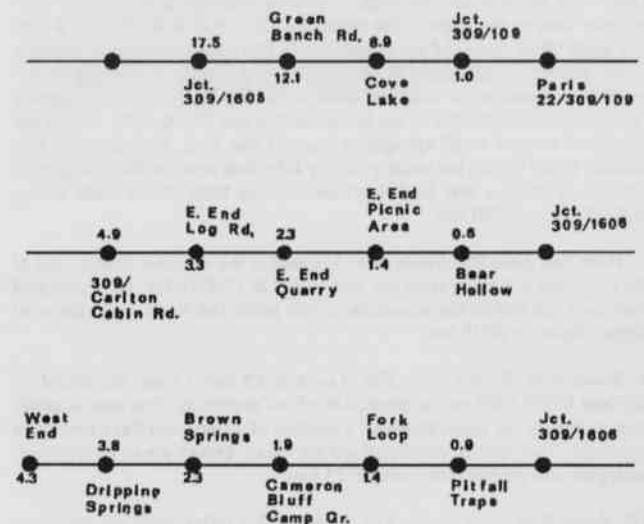 Green
Bench Rd.
Jct.
309/109
17.5
8.9
12.1
1.0
Jct.
309/1605
Cove
Lake
Paris
22/309/109
E. End
Log Rd,
E. End
Picnic
Area
Jct.
309/1606
4.9
2.3
0.6
3.3
1.4
309/
Carlton
Cabin Rd.
E. End
Quarry
Bear
Hollow
West
End
Brown
Springs
Fork
Loop
Jct.
309/1606
3.8
1.9
0.9
4.3
2.3
1.4
Dripping
Springs
Cameron
Bluff
Camp Gr.
Pitfall
Traps